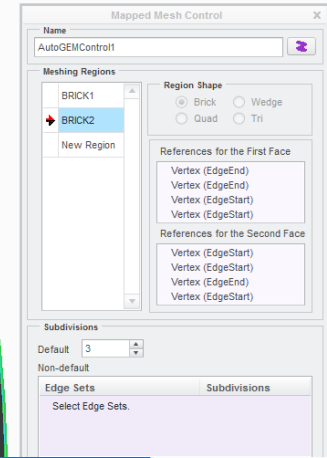 Mapped Mesh Control
Name
AutoGEMControl1
Meshing Regions
BRICK1
BRICK2
New Region
Region Shape
Brick Wedge
Quad Tri
References for the First Face
Vertex (EdgeEnd)
Vertex (EdgeEnd)
Vertex (EdgeStart)
Vertex (EdgeStart)
References for the Second Face
Vertex (EdgeStart)
Vertex (EdgeStart)
Vertex (EdgeEnd)
Vertex (EdgeStart)
Subdivisions
Default 3
Non-default
Edge Sets Subdivisions
Select Edge Sets.